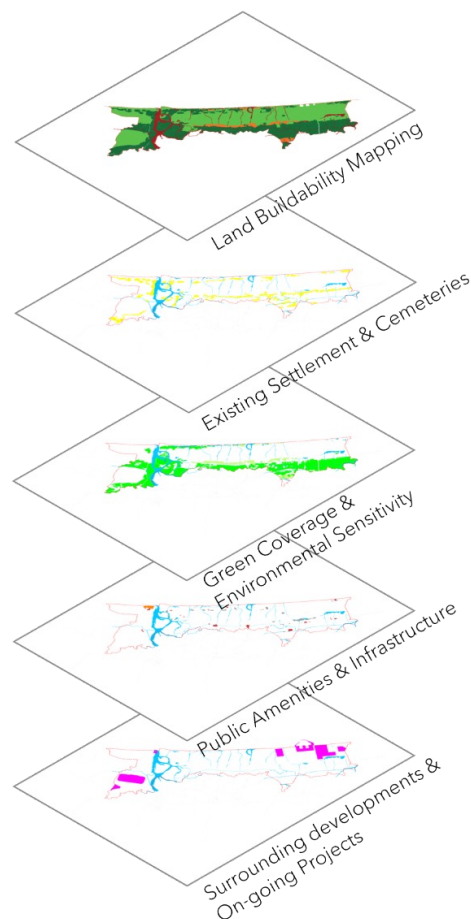 Land Buildability Mapping
Existing Settlement & Cemeteries
Green Coverage &
Environmental Sensitivity
Public Amenities & Infrastructure
Surrounding developments &
On-going Projects